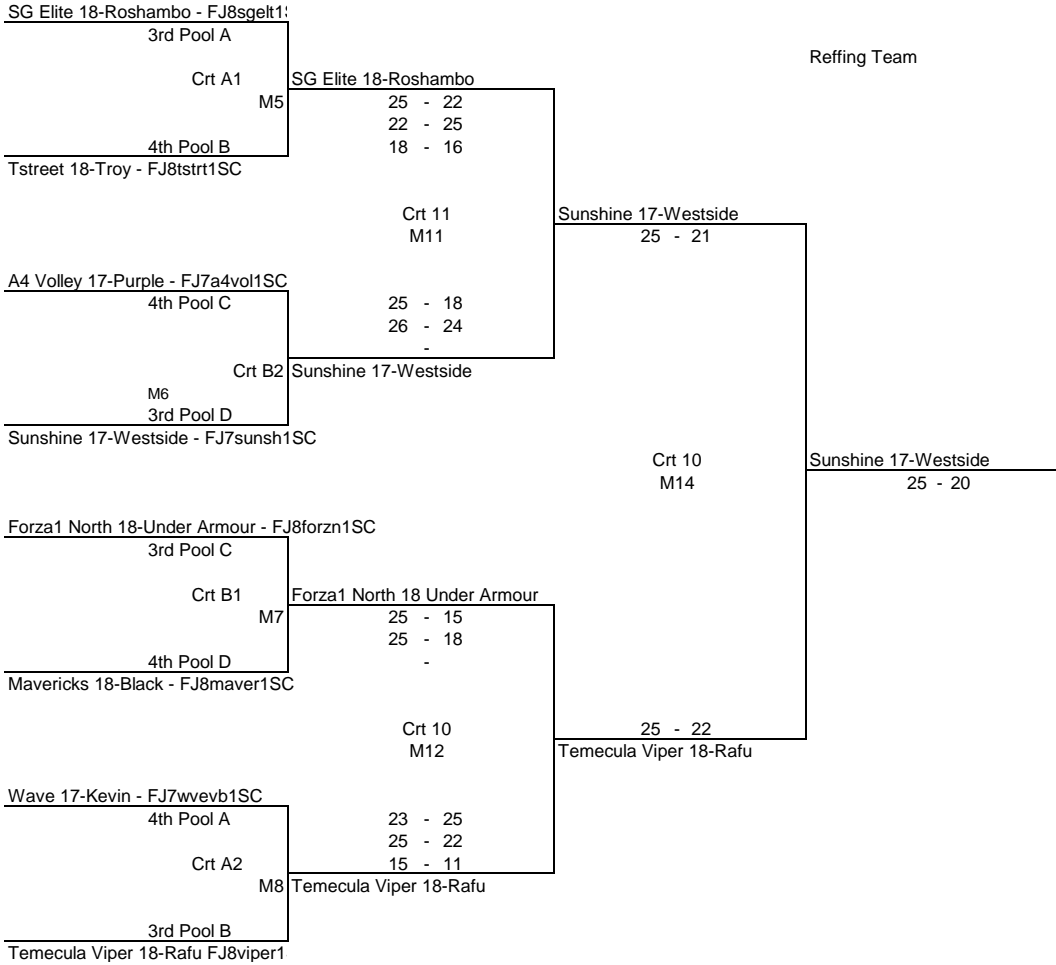 SG Elite 18-Roshambo - FJ8sgelt1
3rd Pool A
Reffing Team
Crt A1
SG Elite 18-Roshambo
M5
25 - 22
22 - 25
4th Pool B
18 - 16
Tstreet 18-Troy - FJ8tstrt1SC
Crt 11
Sunshine 17-Westside
M11
25 - 21
A4 Volley 17-Purple - FJ7a4vol1SC
4th Pool C
25 - 18
26 - 24
-
Crt B2
Sunshine 17-Westside
M6
3rd Pool D
Sunshine 17-Westside - FJ7sunsh1SC
Crt 10
Sunshine 17-Westside
M14
25 - 20
Forza1 North 18-Under Armour - FJ8forzn1SC
3rd Pool C
Crt B1
Forza1 North 18 Under Armour
M7
25 - 15
25 - 18
4th Pool D
-
Mavericks 18-Black - FJ8maver1SC
Crt 10
25 - 22
M12
Temecula Viper 18-Rafu
Wave 17-Kevin - FJ7wvevb1SC
4th Pool A
23 - 25
25 - 22
Crt A2
15 - 11
M8
Temecula Viper 18-Rafu
3rd Pool B
Temecula Viper 18-Rafu FJ8viper1